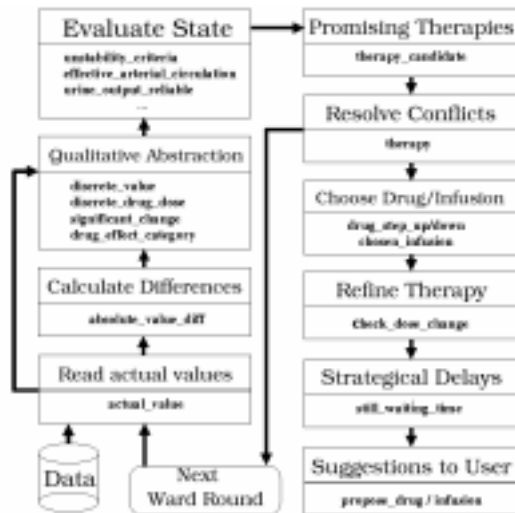 Evaluate State
unstability_criteria
effective_arterial_circulation
urine_output_reliable
...
Qualitative Abstraction
discrete_value
discrete_drug_dose
significant_change
drug_effect_category
Calculate Differences
absolute_value_diff
Read actual values
actual_value
Data
Next
Ward Round
Promising Therapies
therapy_candidate
Resolve Conflicts
therapy
Choose Drug/Infusion
drug_step_up/down
chosen_infusion
Refine Therapy
check_dose_change
Strategical Delays
still_waiting_time
Suggestions to User
propose_drug / infusion